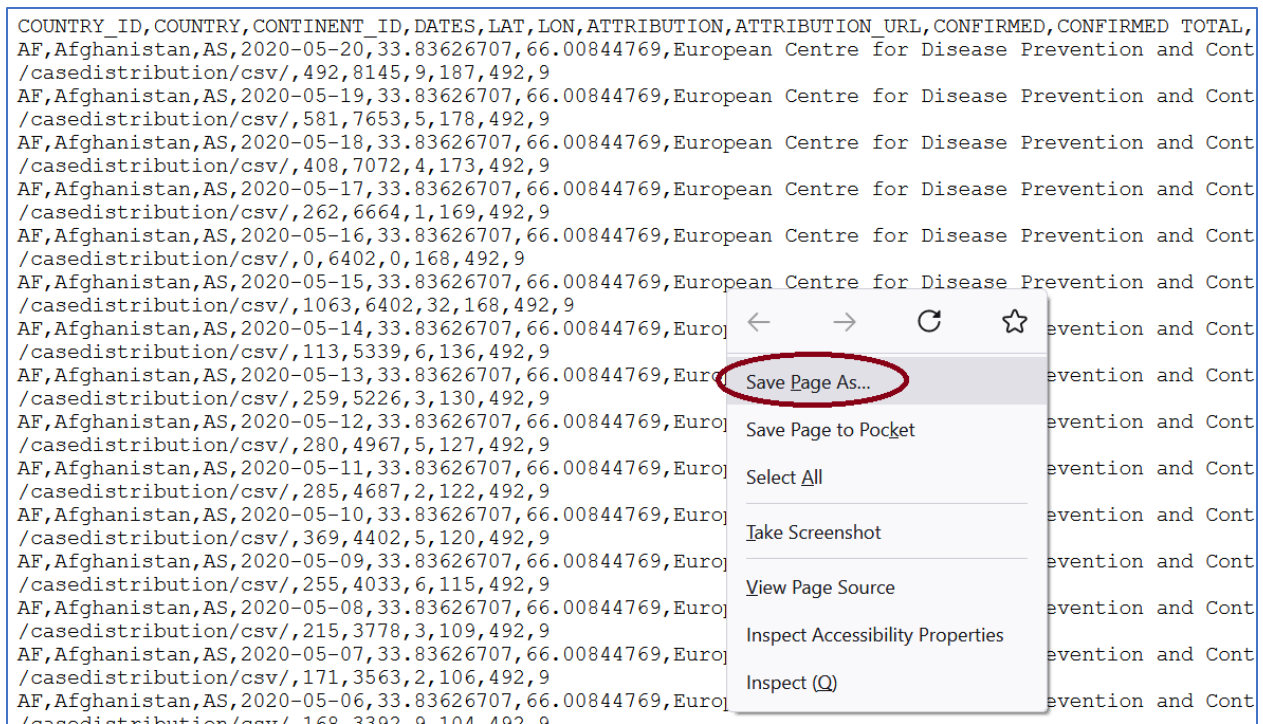 COUNTRY_ID,COUNTRY,CONTINENT_ID,DATES,LAT,LON,ATTRIBUTION,ATTRIBUTION_URL,CONFIRMED,CONFIRMED TOTAL,
AF,Afghanistan,AS,2020-05-20,33.83626707,66.00844769,European Centre for Disease Prevention and Cont
/casedistribution/csv/,492,8145,9,187,492,9
AF,Afghanistan,AS,2020-05-19,33.83626707,66.00844769,European Centre for Disease Prevention and Cont
/casedistribution/csv/,581,7653,5,178,492,9
AF,Afghanistan,AS,2020-05-18,33.83626707,66.00844769,European Centre for Disease Prevention and Cont
/casedistribution/csv/,408,7072,4,173,492,9
AF,Afghanistan,AS,2020-05-17,33.83626707,66.00844769,European Centre for Disease Prevention and Cont
/casedistribution/csv/,262,6664,1,169,492,9
AF,Afghanistan,AS,2020-05-16,33.83626707,66.00844769,European Centre for Disease Prevention and Cont
/casedistribution/csv/,0,6402,0,168,492,9
AF,Afghanistan,AS,2020-05-15,33.83626707,66.00844769,European Centre for Disease Prevention and Cont
/casedistribution/csv/,1063,6402,32,168,492,9
AF,Afghanistan,AS,2020-05-14,33.83626707,66.00844769,Euro evention and Cont
/casedistribution/csv/,113,5339,6,136,492,9
AF,Afghanistan,AS,2020-05-13,33.83626707,66.00844769,Euro evention and Cont
/casedistribution/csv/,259,5226,3,130,492,9
AF,Afghanistan,AS,2020-05-12,33.83626707,66.00844769,Euro evention and Cont
/casedistribution/csv/,280,4967,5,127,492,9
AF,Afghanistan,AS,2020-05-11,33.83626707,66.00844769,Euro evention and Cont
/casedistribution/csv/,285,4687,2,122,492,9
AF,Afghanistan,AS,2020-05-10,33.83626707,66.00844769,Euro evention and Cont
/casedistribution/csv/,369,4402,5,120,492,9
AF,Afghanistan,AS,2020-05-09,33.83626707,66.00844769,Euro evention and Cont
/casedistribution/csv/,255,4033,6,115,492,9
AF,Afghanistan,AS,2020-05-08,33.83626707,66.00844769,Euro evention and Cont
/casedistribution/csv/,215,3778,3,109,492,9
AF,Afghanistan,AS,2020-05-07,33.83626707,66.00844769,Euro evention and Cont
/casedistribution/csv/,171,3563,2,106,492,9
AF,Afghanistan,AS,2020-05-06,33.83626707,66.00844769,Euro evention and Cont
/casedistribution/csv/,168,3392,9,104,492,9
Save Page As...
Save Page to Pocket
Select All
Take Screenshot
View Page Source
Inspect Accessibility Properties
Inspect (Q)